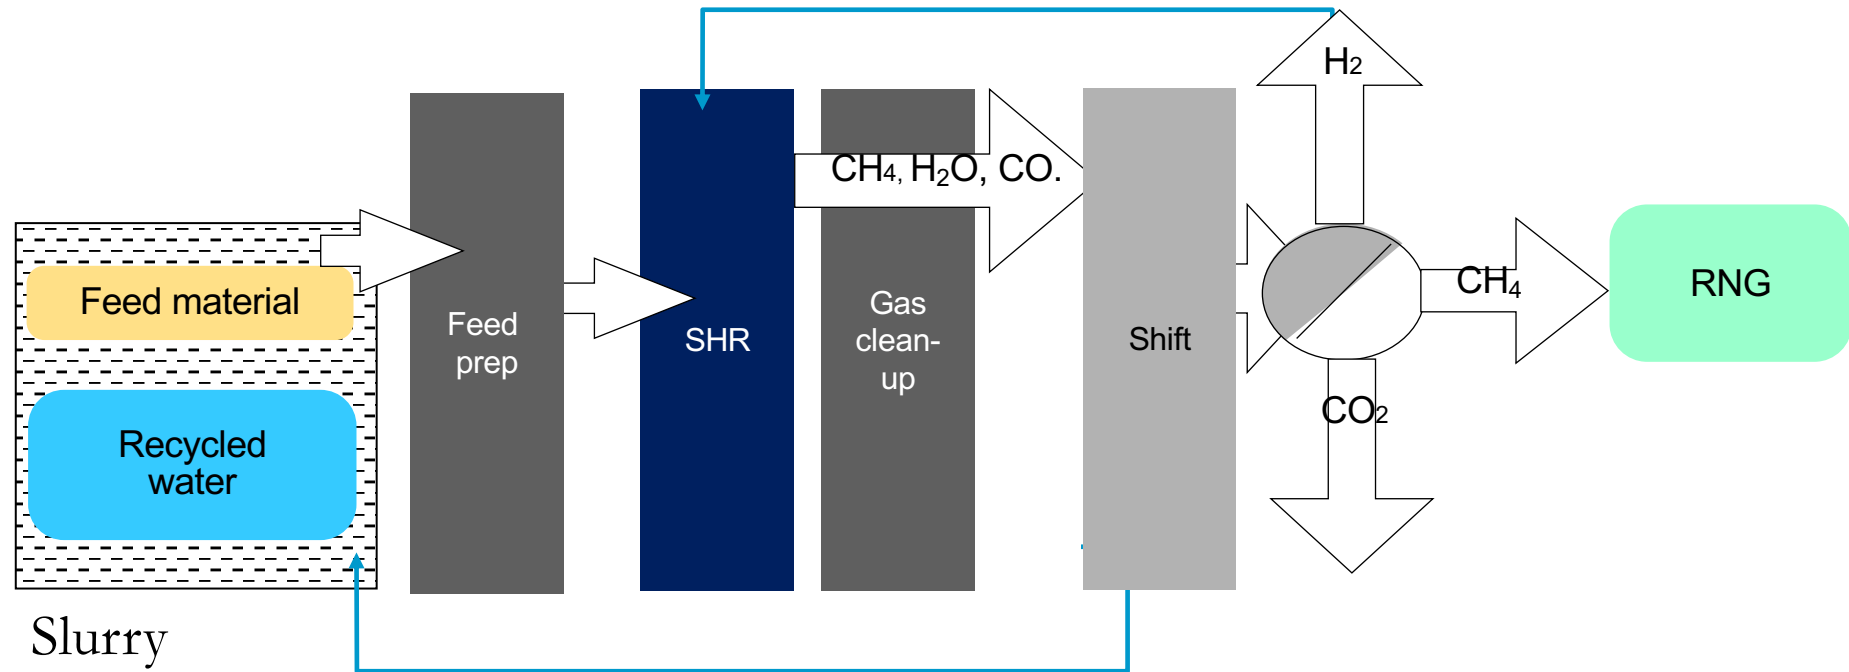 H₂
CH4, H₂O, CO.
Feed material
Recycled
water
Slurry
Feed
prep
SHR
Gas
clean-
up
Shift
CH₄
CO₂
RNG